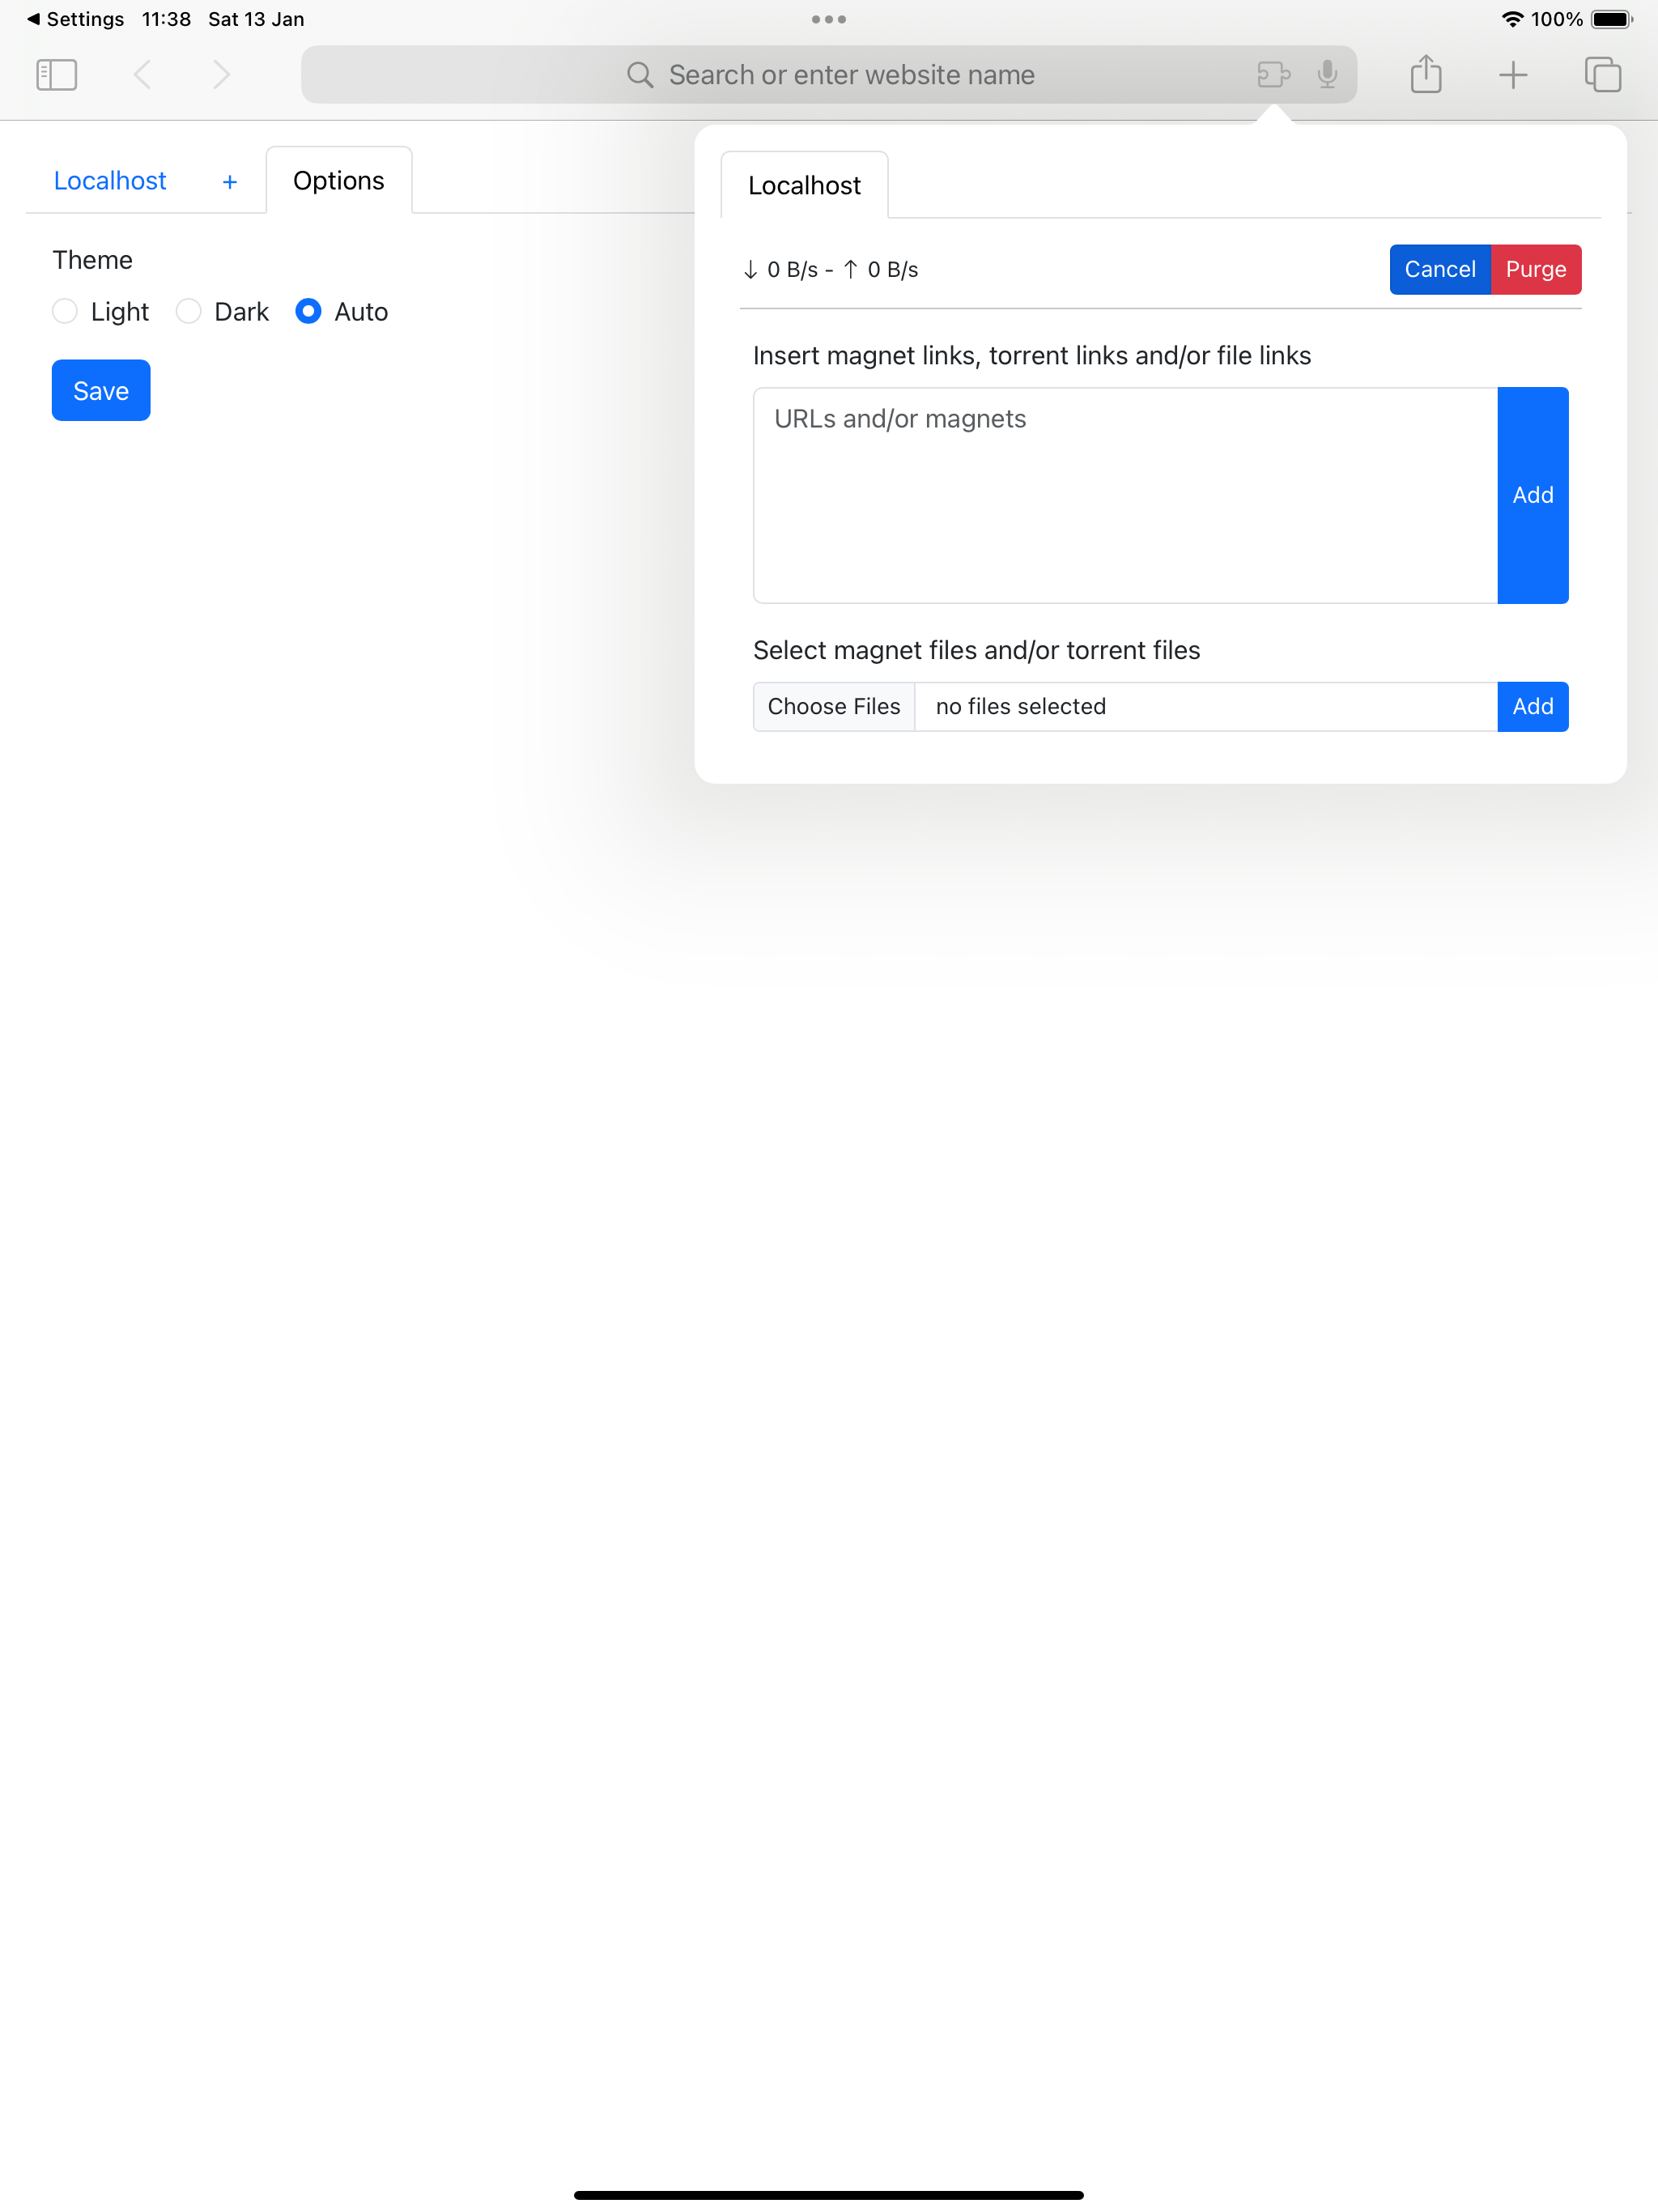 ◀ Settings 11:38 Sat 13 Jan 100%
Search or enter website name
Localhost + Options
Theme
Light Dark Auto
Save
Localhost
↓ 0 B/s - ↑ 0 B/s Cancel Purge
Insert magnet links, torrent links and/or file links
URLs and/or magnets
Add
Select magnet files and/or torrent files
Choose Files no files selected Add